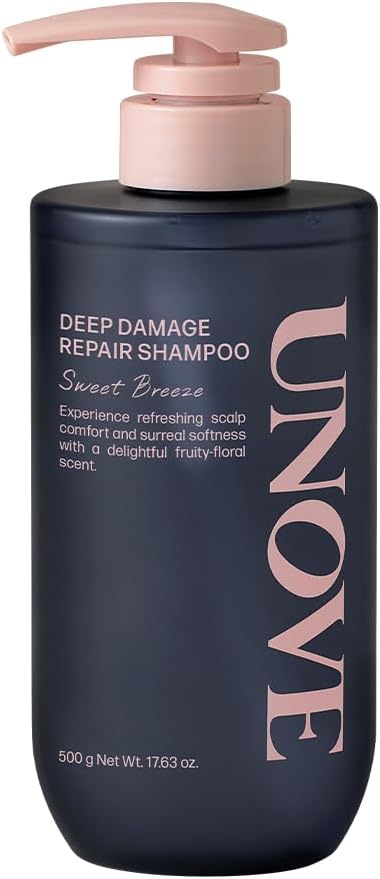 DEEP DAMAGE
REPAIR SHAMPOO
Sweet Breeze
Experience refreshing scalp
comfort and surreal softness
with a delightful fruity-floral
scent.
UNOVE
500 g Net Wt. 17.63 oz.